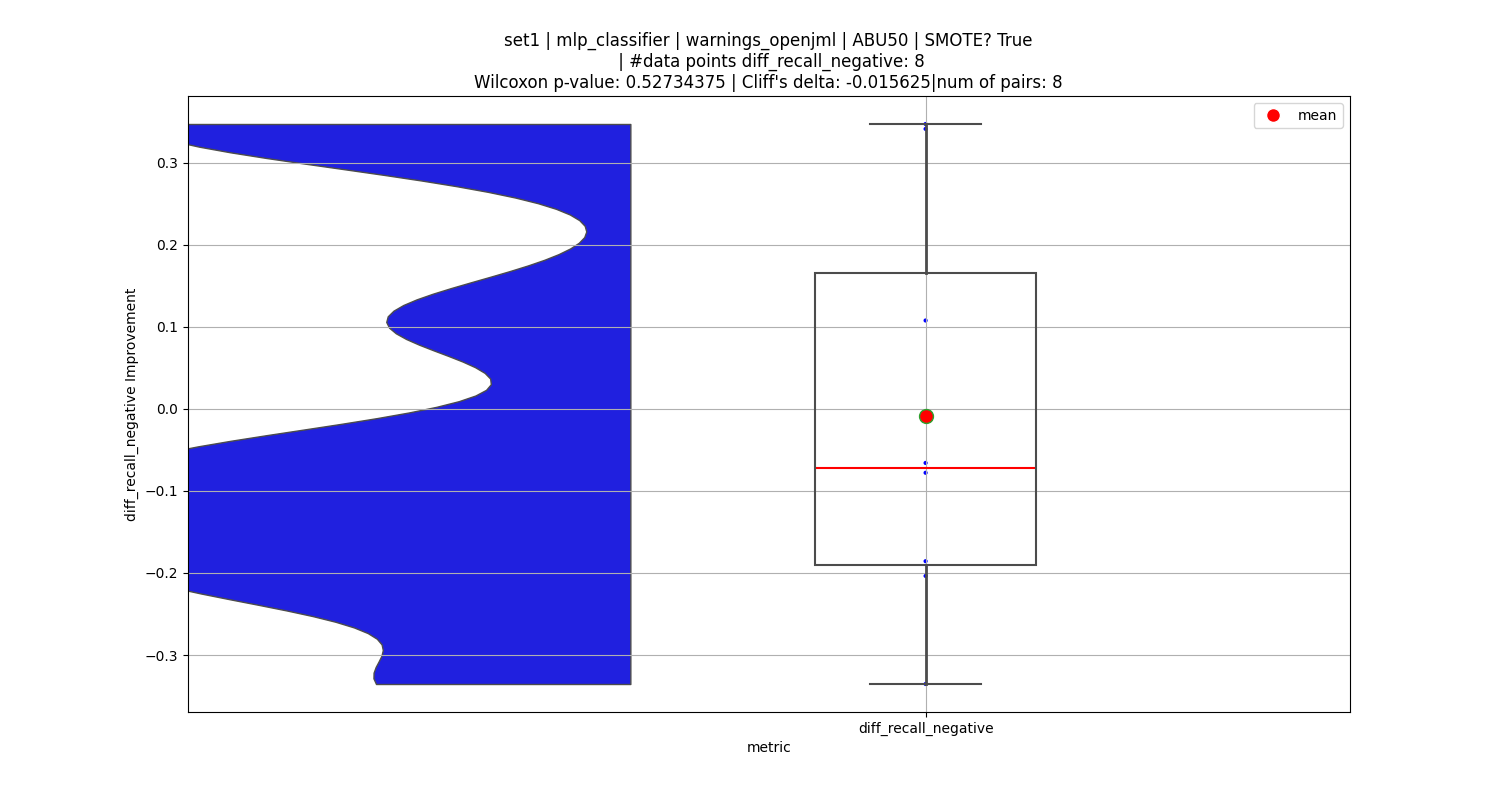 set1 | mlp_classifier | warnings_openjml | ABU50 | SMOTE? True
| #data points diff_recall_negative: 8
Wilcoxon p-value: 0.52734375 | Cliff's delta: -0.015625|num of pairs: 8
mean
0.3
0.2
0.1
0.0
−0.1
−0.2
−0.3
diff_recall_negative Improvement
diff_recall_negative
metric